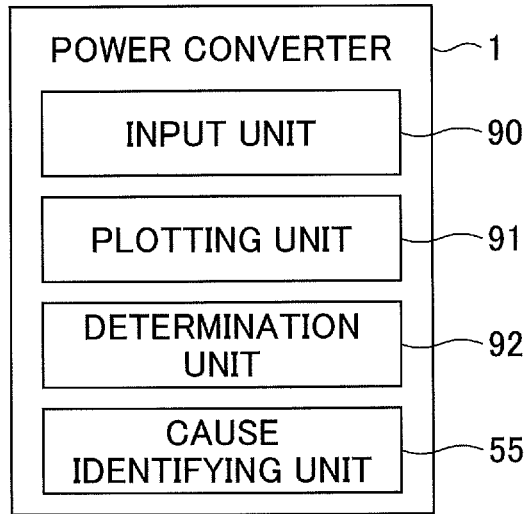 POWER CONVERTER 1
INPUT UNIT 90
PLOTTING UNIT 91
DETERMINATION
UNIT 92
CAUSE
IDENTIFYING UNIT 55